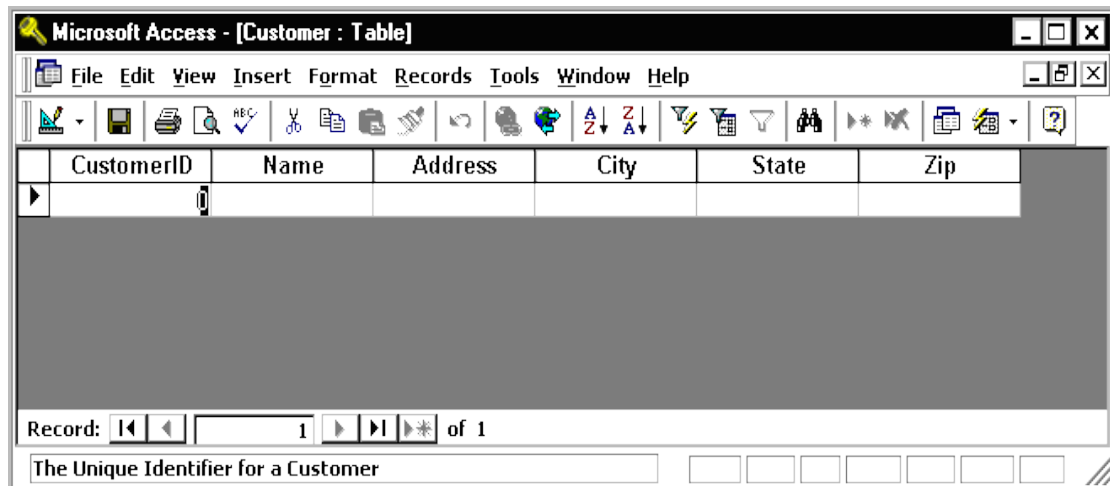 Microsoft Access - [Customer : Table]
File Edit View Insert Format Records Tools Window Help
ABC A Z Z A ?
CustomerID Name Address City State Zip
0
Record: 1 of 1
The Unique Identifier for a Customer